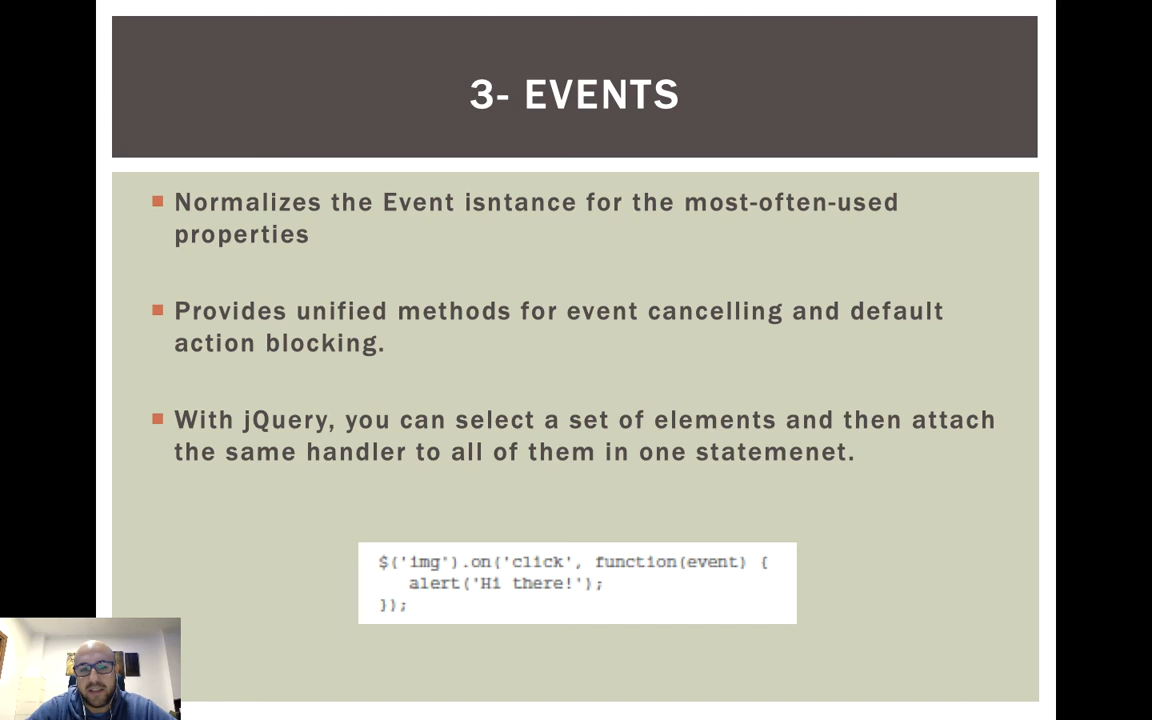 3- EVENTS
Normalizes the Event isntance for the most-often-used
properties
Provides unified methods for event cancelling and default
action blocking.
With jQuery, you can select a set of elements and then attach
the same handler to all of them in one statemenet.
$('img').on('click', function(event) {
alert('Hi there!');
});